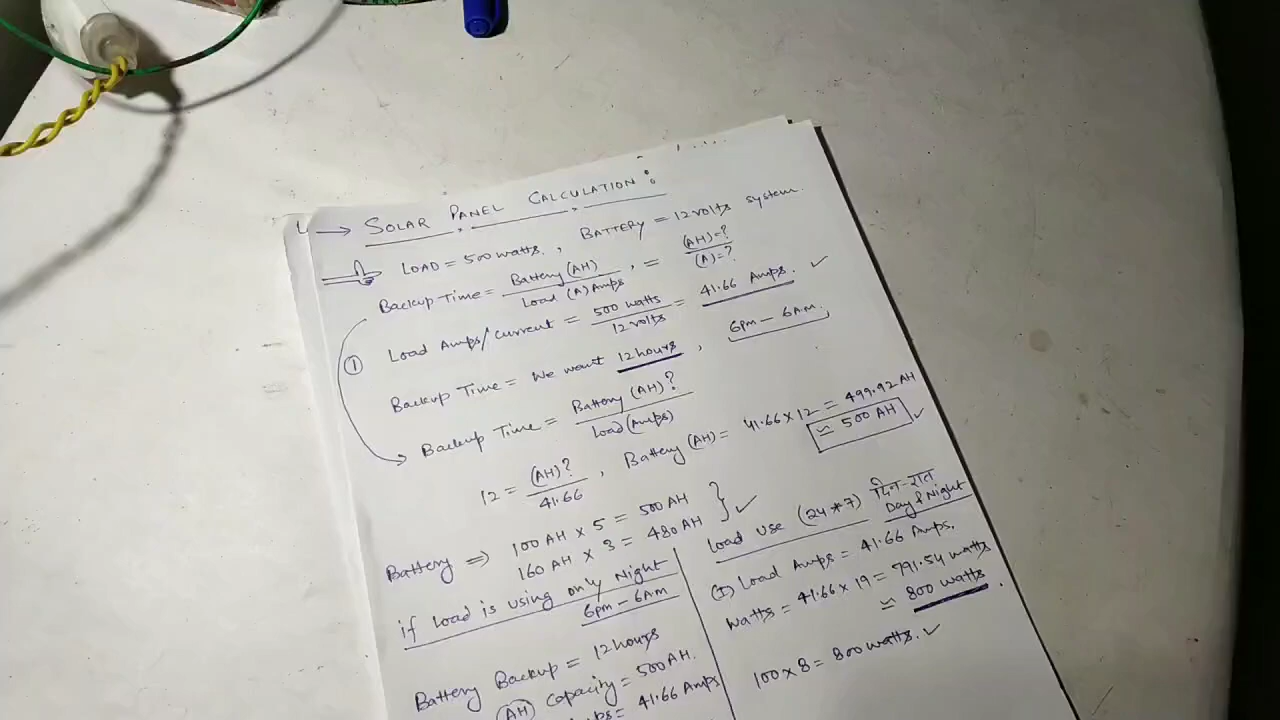 → SOLAR PANEL CALCULATION:
LOAD = 500 watts, BATTERY = 12 volts system.
Backup Time = Battery (AH) / Load (A) Amps, = (AH)=? / (A)=?
① Load Amps/current = 500 watts / 12 volts = 41.66 Amps. ✓
Backup Time = We want 12 hours, 6pm – 6AM.
Backup Time = Battery (AH)? / Load (Amps)
12 = (AH)? / 41.66, Battery (AH) = 41.66 x 12 = 499.92 AH
≈ 500 AH ✓
Battery ⇒ 100 AH x 5 = 500 AH
160 AH x 3 = 480 AH } ✓
if Load is using only Night
6pm – 6AM
Battery Backup = 12 hours
(AH) Capacity = 500 AH.
= 41.66 Amps
Load use (24*7) दिन-रात
Day & Night
(I) Load Amps = 41.66 Amps.
Watts = 41.66 x 19 = 791.54 watts
≈ 800 watts.
100 x 8 = 800 watts. ✓